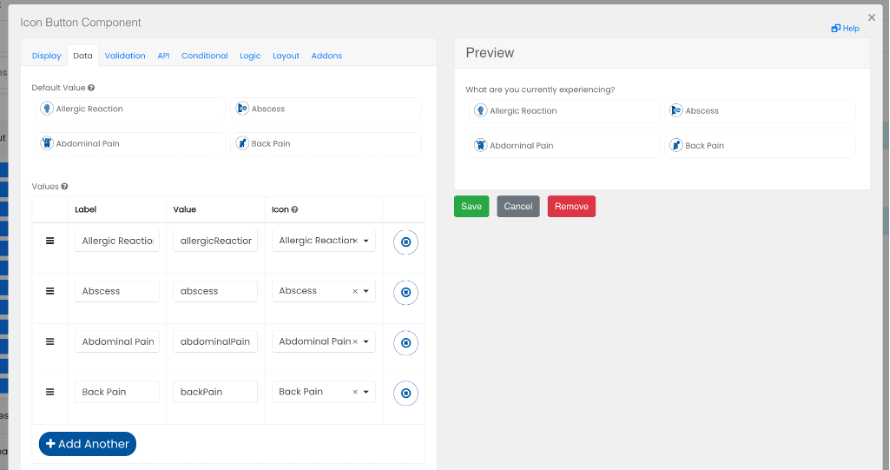 Icon Button Component
Help
Display Data Validation API Conditional Logic Layout Addons
Default Value
Allergic Reaction Abscess
Abdominal Pain Back Pain
Values
Label Value Icon
Allergic Reactio allergicReaction Allergic Reaction
Abscess abscess Abscess
Abdominal Pain abdominalPain Abdominal Pain
Back Pain backPain Back Pain
+ Add Another
Preview
What are you currently experiencing?
Allergic Reaction Abscess
Abdominal Pain Back Pain
Save Cancel Remove